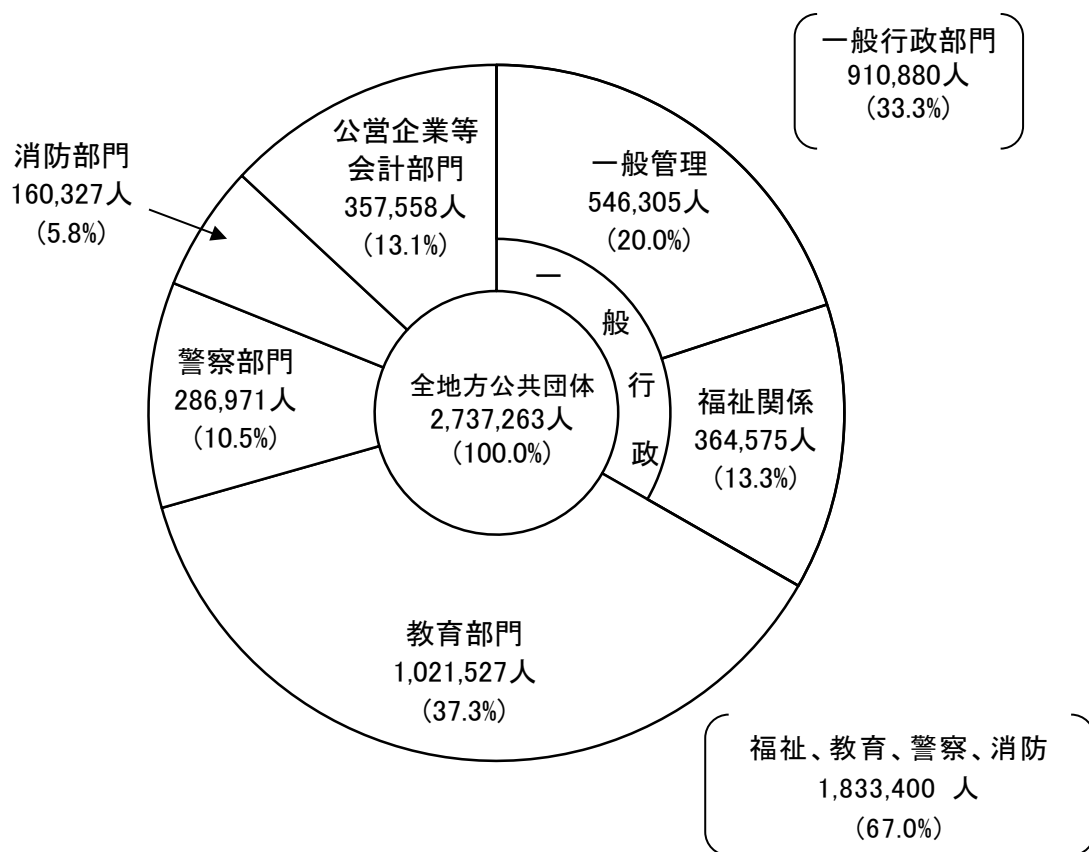 一般行政部門
910,880人
(33.3%)
公営企業等
会計部門
357,558人
(13.1%)
一般管理
546,305人
(20.0%)
消防部門
160,327人
(5.8%)
一
般
行
政
警察部門
286,971人
(10.5%)
全地方公共団体
2,737,263人
(100.0%)
福祉関係
364,575人
(13.3%)
教育部門
1,021,527人
(37.3%)
福祉、教育、警察、消防
1,833,400 人
(67.0%)